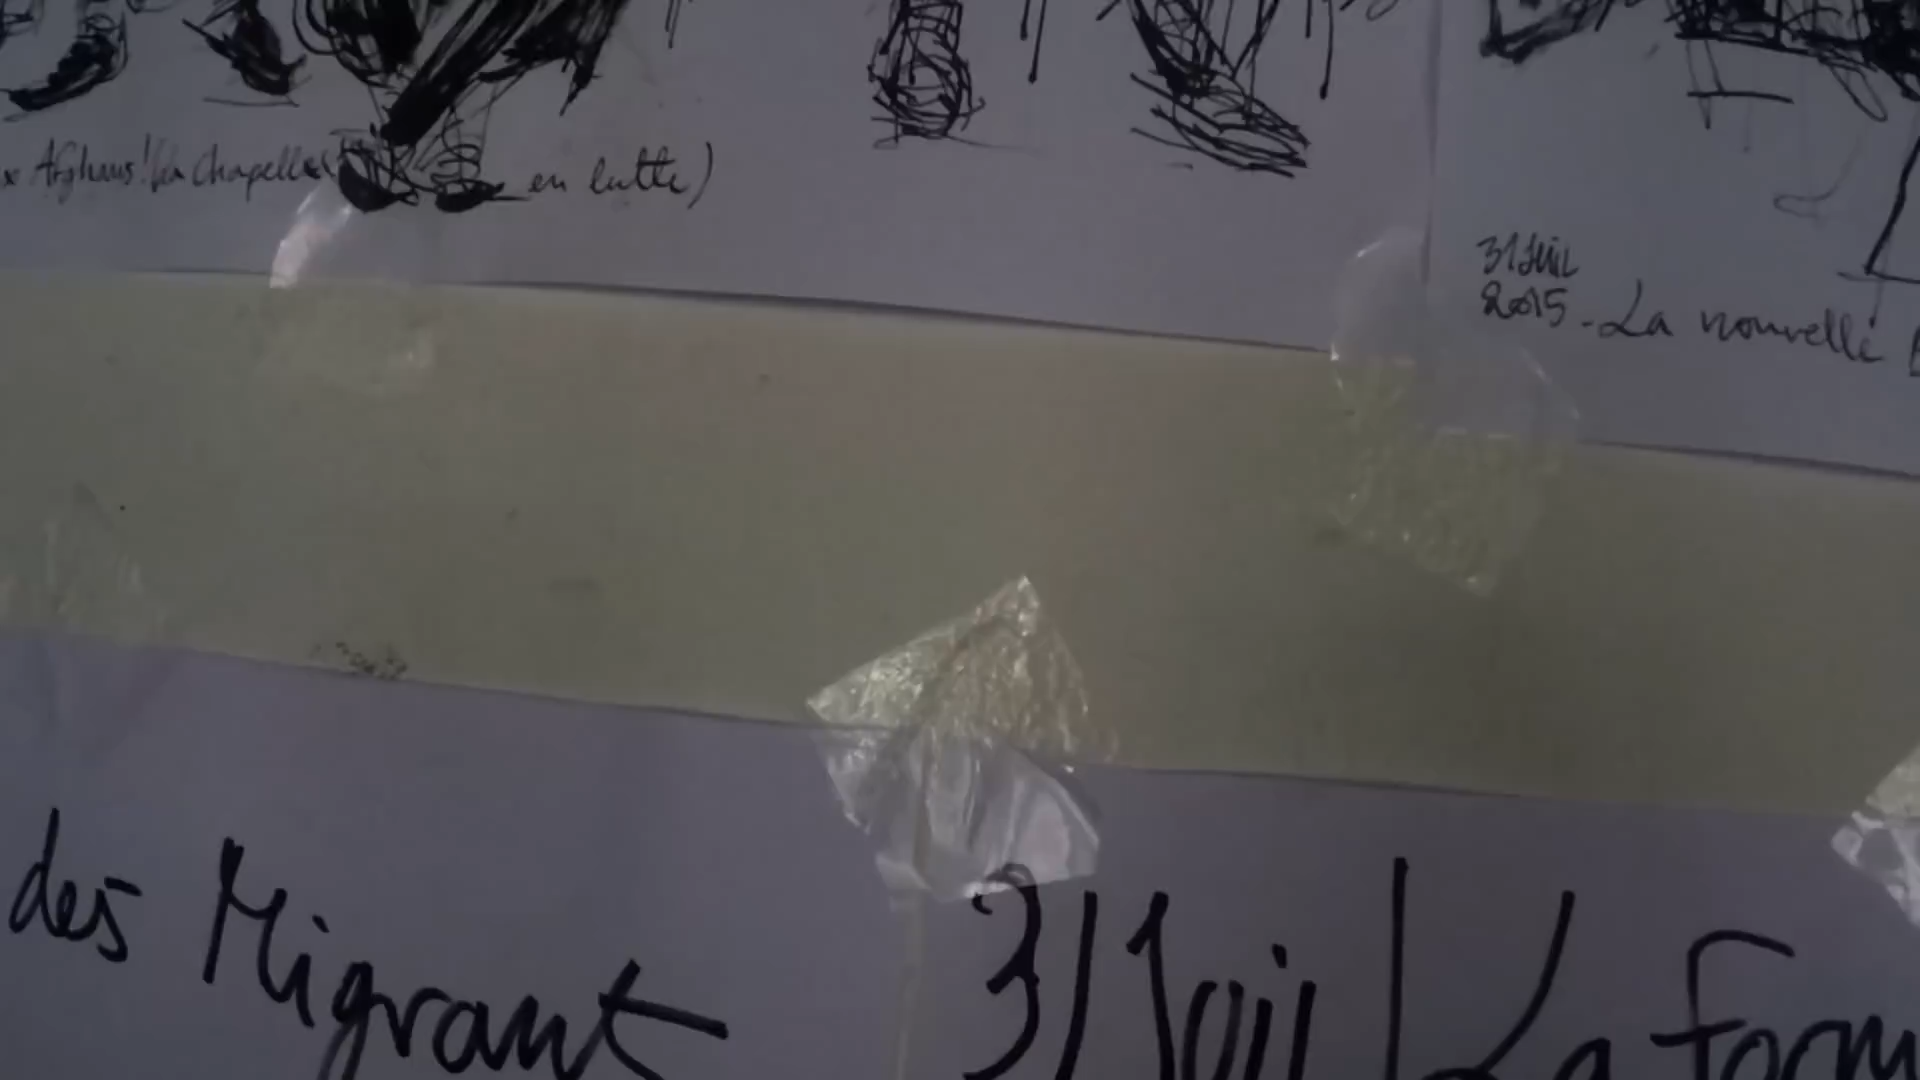 Afghans! La Chapelle en lutte)
31 Juil
2015 - La nouvelle
des Migrant
31 Juil La Form